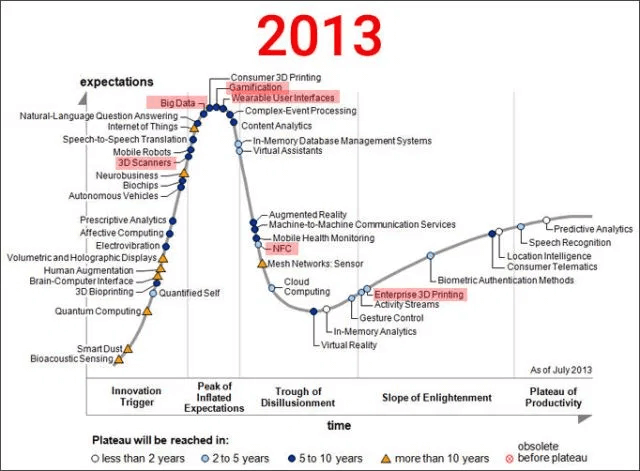 2013
expectations
Consumer 3D Printing
Gamification
Wearable User Interfaces
Big Data
Complex-Event Processing
Natural-Language Question Answering
Content Analytics
Internet of Things
In-Memory Database Management Systems
Speech-to-Speech Translation
Virtual Assistants
Mobile Robots
3D Scanners
Neurobusiness
Biochips
Autonomous Vehicles
Augmented Reality
Prescriptive Analytics
Machine-to-Machine Communication Services
Affective Computing
Mobile Health Monitoring
Electrovibration
NFC
Volumetric and Holographic Displays
Mesh Networks: Sensor
Human Augmentation
Brain-Computer Interface
3D Bioprinting
Quantified Self
Cloud
Computing
Quantum Computing
Smart Dust
Bioacoustic Sensing
Predictive Analytics
Speech Recognition
Location Intelligence
Consumer Telematics
Biometric Authentication Methods
Enterprise 3D Printing
Activity Streams
Gesture Control
In-Memory Analytics
Virtual Reality
As of July 2013
Innovation
Trigger
Peak of
Inflated
Expectations
Trough of
Disillusionment
Slope of Enlightenment
Plateau of
Productivity
time
Plateau will be reached in:
less than 2 years
2 to 5 years
5 to 10 years
more than 10 years
obsolete
before plateau